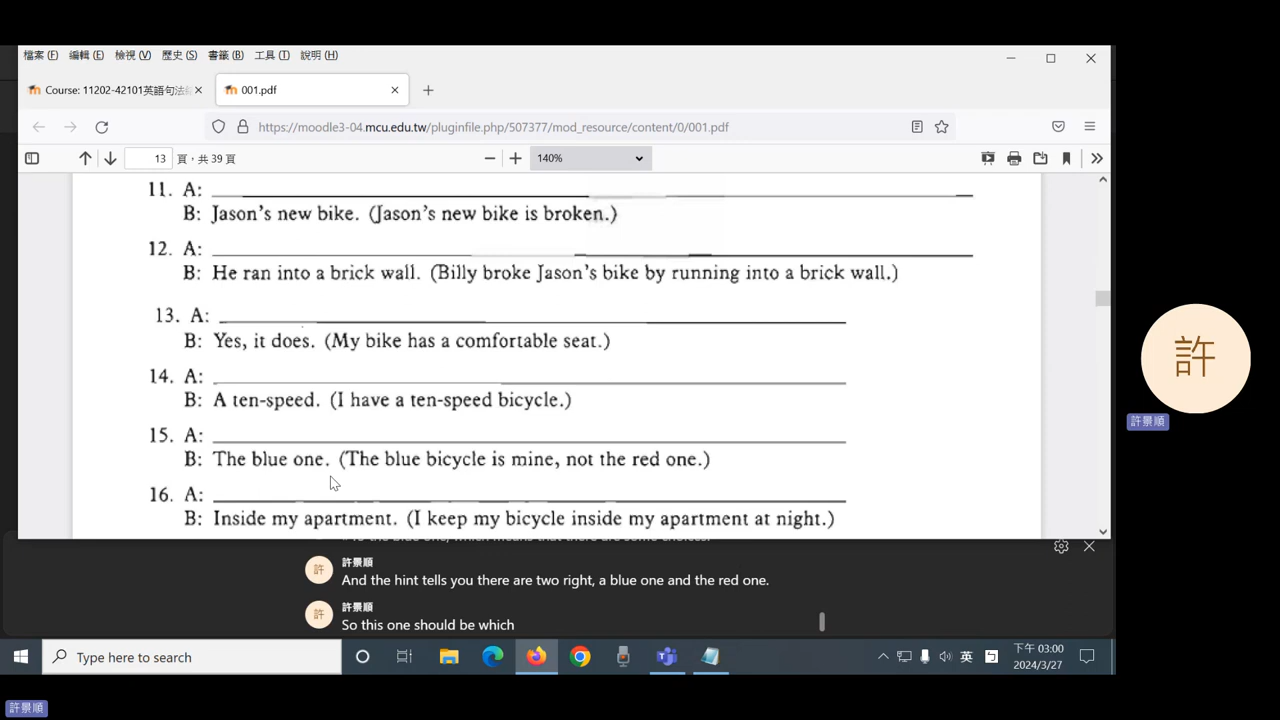 檔案(F) 編輯(E) 檢視(V) 歷史(S) 書籤(B) 工具(T) 說明(H)
Course: 11202-42101英語句法結
001.pdf
https://moodle3-04.mcu.edu.tw/pluginfile.php/507377/mod_resource/content/0/001.pdf
13 頁，共 39 頁
140%
11. A:
B: Jason's new bike. (Jason's new bike is broken.)
12. A:
B: He ran into a brick wall. (Billy broke Jason's bike by running into a brick wall.)
13. A:
B: Yes, it does. (My bike has a comfortable seat.)
14. A:
B: A ten-speed. (I have a ten-speed bicycle.)
15. A:
B: The blue one. (The blue bicycle is mine, not the red one.)
16. A:
B: Inside my apartment. (I keep my bicycle inside my apartment at night.)
許
許景順
許
許景順
And the hint tells you there are two right, a blue one and the red one.
許
許景順
So this one should be which
Type here to search
英
下午 03:00
2024/3/27
許景順